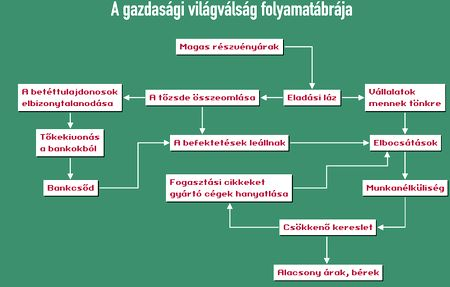 A gazdasági világválság folyamatábrája
Magas részvényárak
A betéttulajdonosok
elbizonytalanodása
A tőzsde összeomlása
Eladási láz
Vállalatok
mennek tönkre
Tőkekivonás
a bankokból
A befektetések leállnak
Elbocsátások
Bankcsőd
Fogasztási cikkeket
gyártó cégek hanyatlása
Munkanélküliség
Csökkenő kereslet
Alacsony árak, bérek